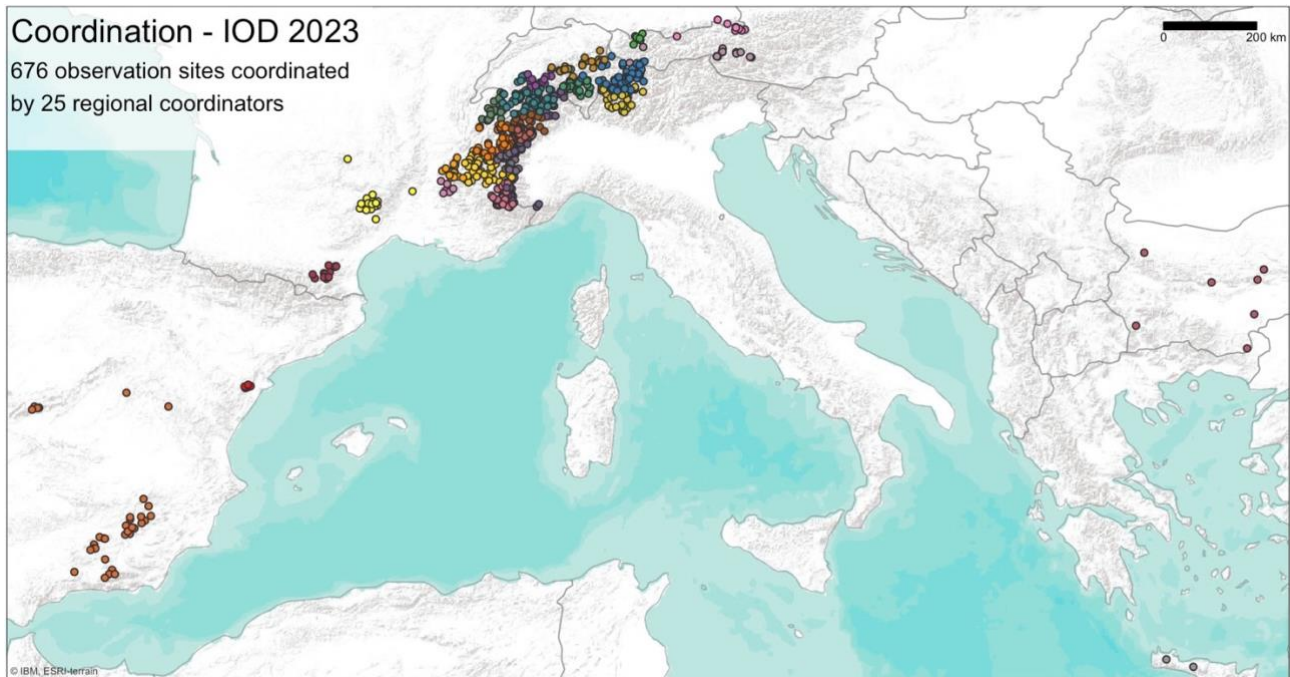 Coordination - IOD 2023
676 observation sites coordinated
by 25 regional coordinators
0 200 km
© IBM, ESRI-terrain